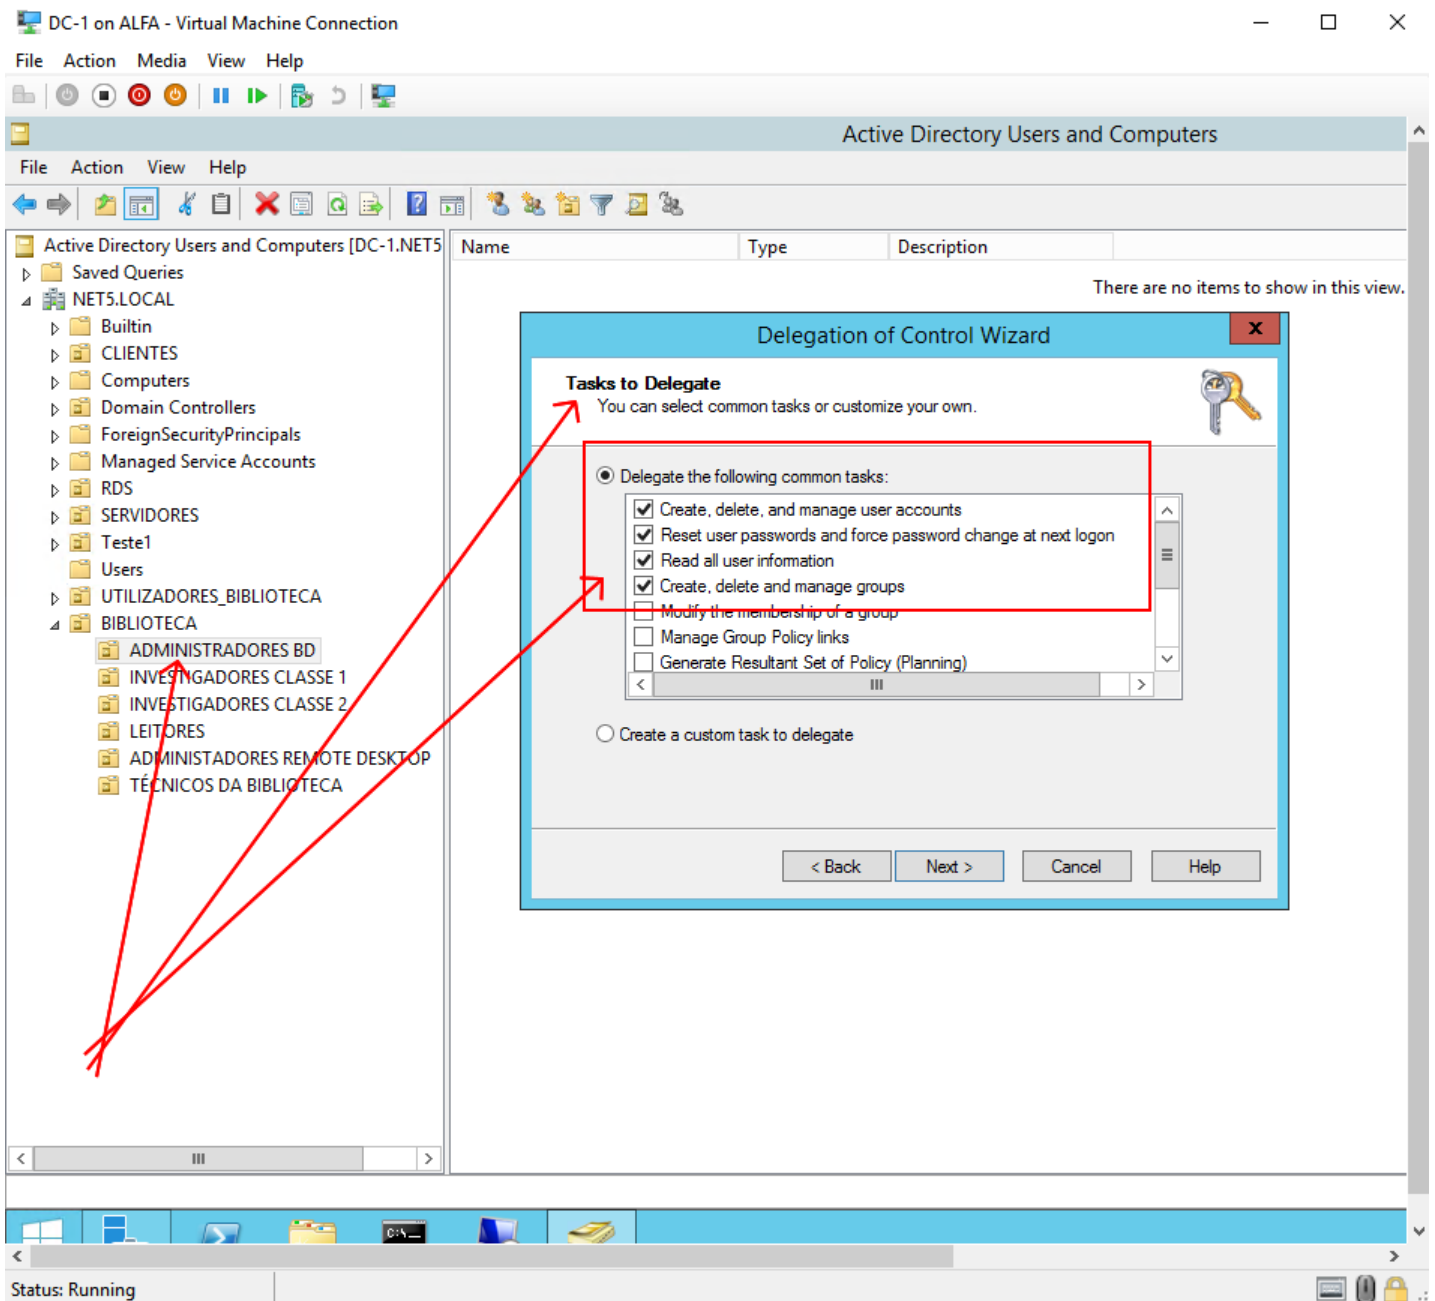 DC-1 on ALFA - Virtual Machine Connection
File Action Media View Help
Active Directory Users and Computers
File Action View Help
Active Directory Users and Computers [DC-1.NET5
Saved Queries
NET5.LOCAL
Builtin
CLIENTES
Computers
Domain Controllers
ForeignSecurityPrincipals
Managed Service Accounts
RDS
SERVIDORES
Teste1
Users
UTILIZADORES_BIBLIOTECA
BIBLIOTECA
ADMINISTRADORES BD
INVESTIGADORES CLASSE 1
INVESTIGADORES CLASSE 2
LEITORES
ADMINISTADORES REMOTE DESKTOP
TÉCNICOS DA BIBLIOTECA
Name Type Description
There are no items to show in this view.
Delegation of Control Wizard
Tasks to Delegate
You can select common tasks or customize your own.
Delegate the following common tasks:
Create, delete, and manage user accounts
Reset user passwords and force password change at next logon
Read all user information
Create, delete and manage groups
Modify the membership of a group
Manage Group Policy links
Generate Resultant Set of Policy (Planning)
Create a custom task to delegate
< Back Next > Cancel Help
C:\_
Status: Running